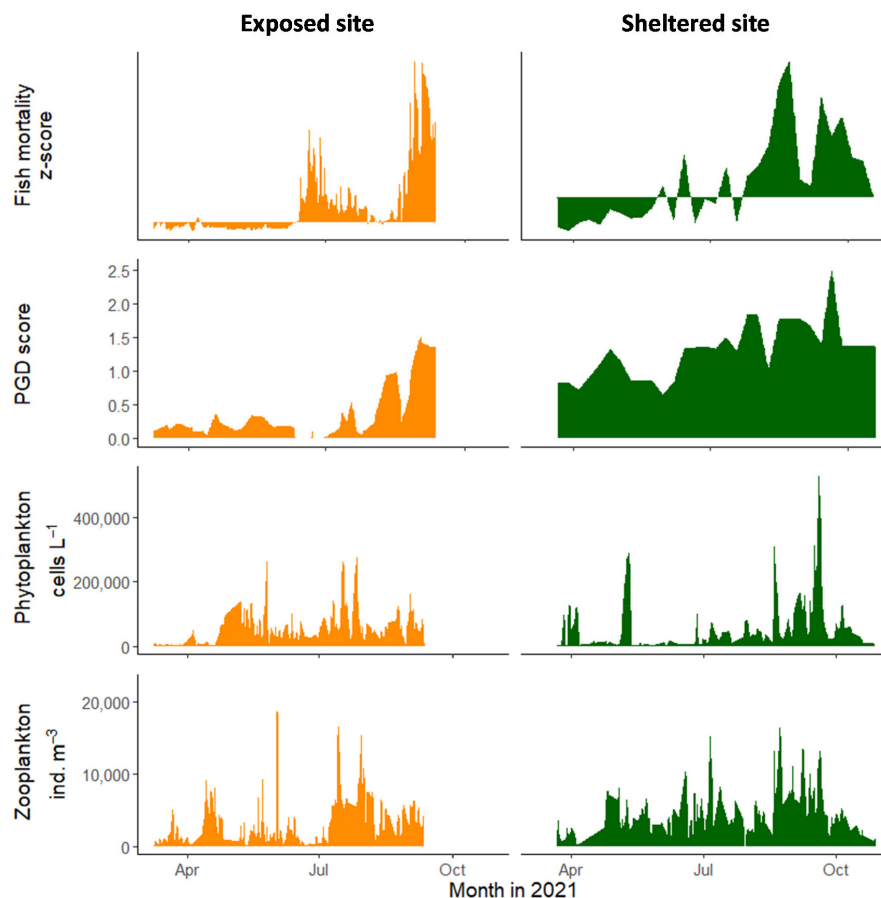 Exposed site
Sheltered site
Fish mortality
z-score
PGD score
2.5
2.0
1.5
1.0
0.5
0.0
Phytoplankton
cells L⁻¹
400,000
200,000
0
Zooplankton
ind. m⁻³
20,000
10,000
0
Apr
Jul
Oct
Apr
Jul
Oct
Month in 2021